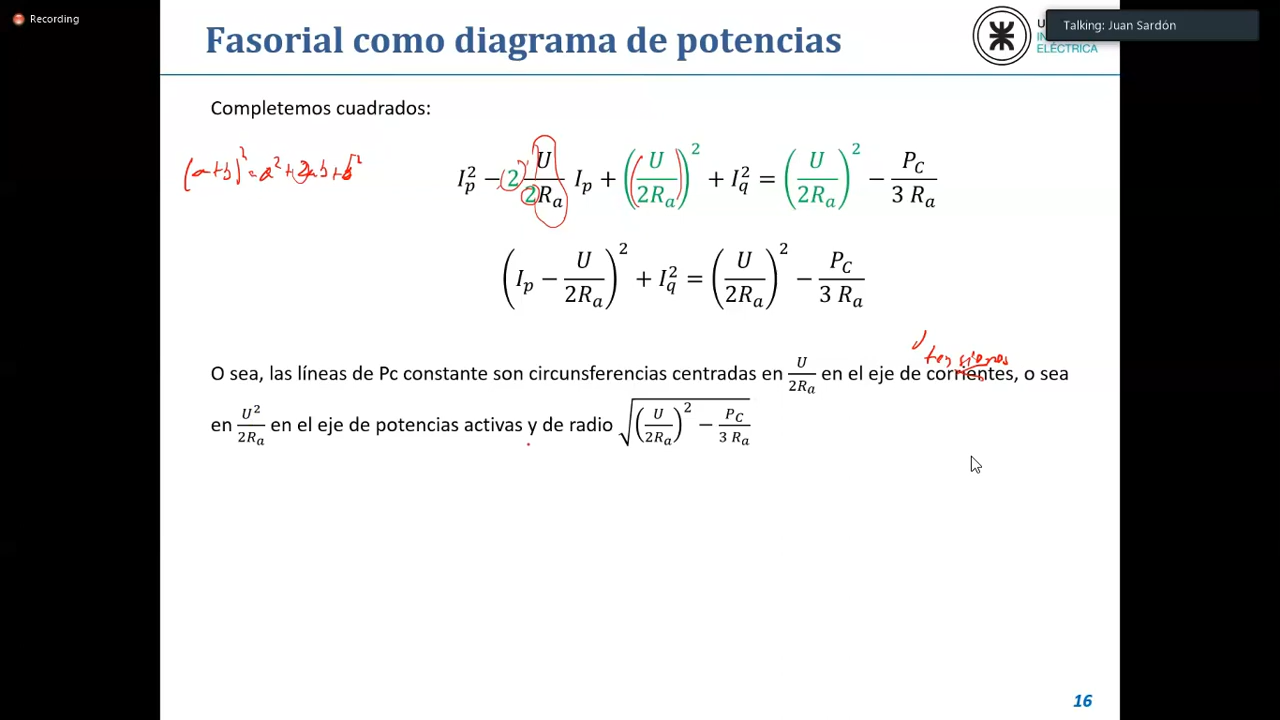 Recording
Talking: Juan Sardón
Fasorial como diagrama de potencias
U
ELÉCTRICA
Completemos cuadrados:
(a+b)² = a² + 2ab + b²
I_p² − 2 U/(2R_a) I_p + (U/(2R_a))² + I_q² = (U/(2R_a))² − P_C/(3 R_a)
(I_p − U/(2R_a))² + I_q² = (U/(2R_a))² − P_C/(3 R_a)
tensiones
O sea, las líneas de Pc constante son circunsferencias centradas en U/(2R_a) en el eje de corrientes, o sea
en U²/(2R_a) en el eje de potencias activas y de radio √((U/(2R_a))² − P_C/(3 R_a))
16